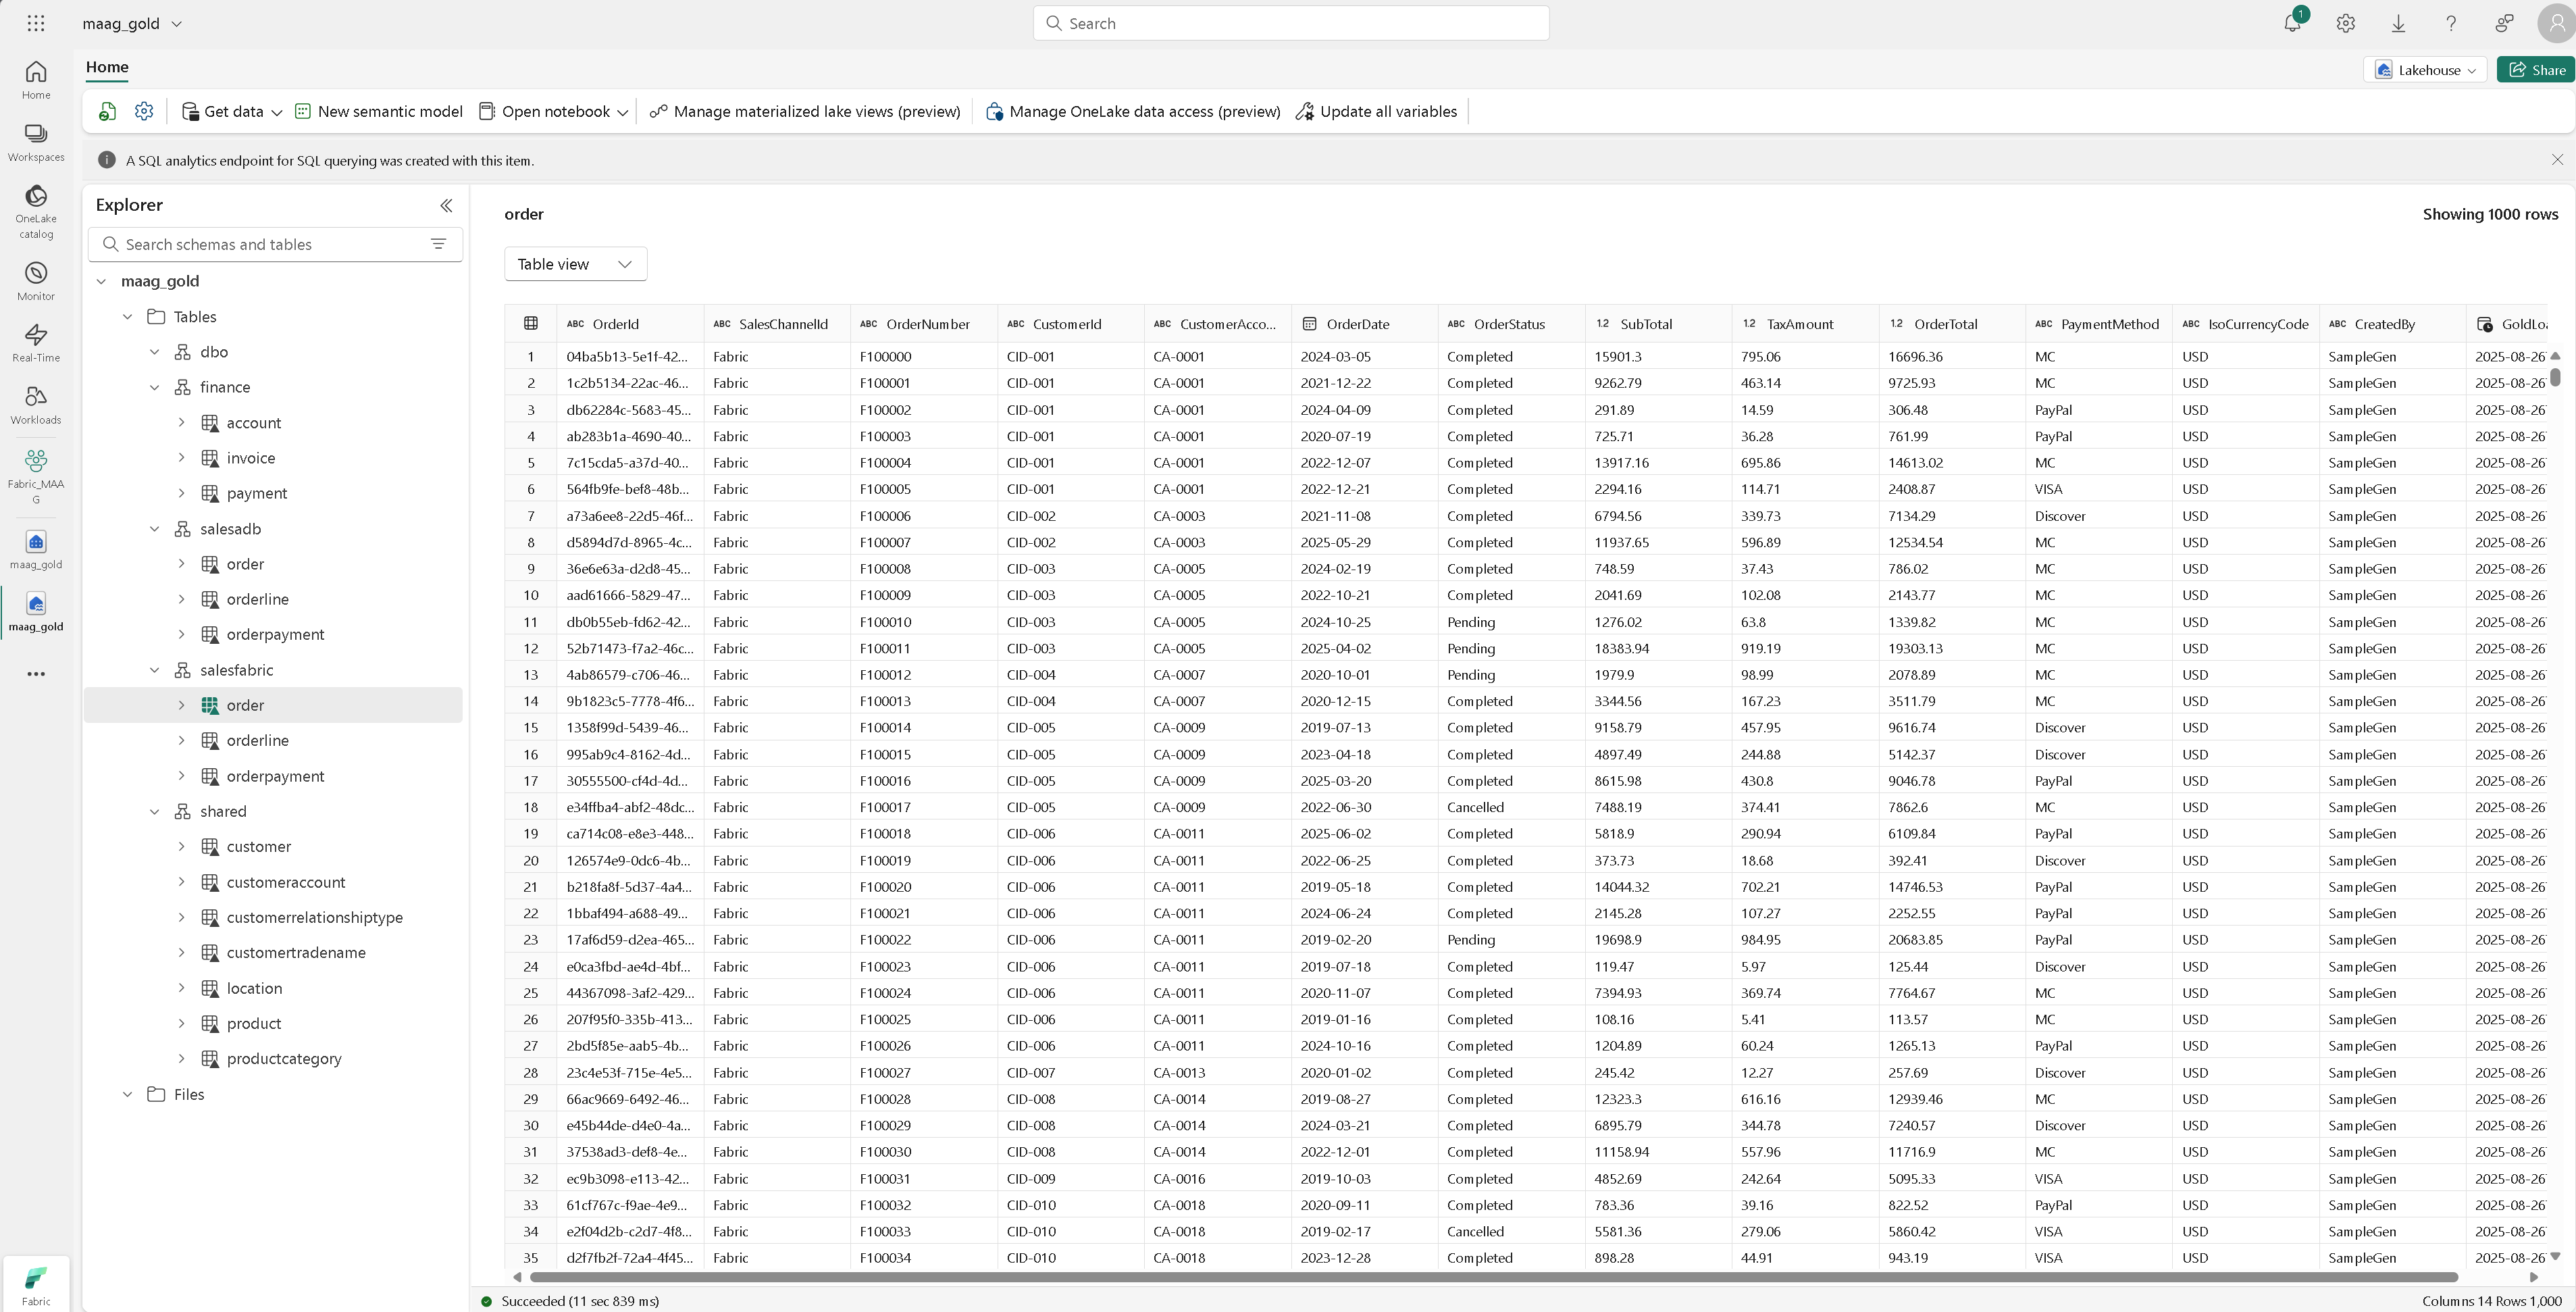 maag_gold
Search
1
Home
Lakehouse
Share
Get data
New semantic model
Open notebook
Manage materialized lake views (preview)
Manage OneLake data access (preview)
Update all variables
A SQL analytics endpoint for SQL querying was created with this item.
Home
Workspaces
OneLake
catalog
Monitor
Real-Time
Workloads
Fabric_MAA
G
maag_gold
maag_gold
Fabric
Explorer
Search schemas and tables
maag_gold
Tables
dbo
finance
account
invoice
payment
salesadb
order
orderline
orderpayment
salesfabric
order
orderline
orderpayment
shared
customer
customeraccount
customerrelationshiptype
customertradename
location
product
productcategory
Files
order
Showing 1000 rows
Table view
ABC OrderId ABC SalesChannelId ABC OrderNumber ABC CustomerId ABC CustomerAcco... OrderDate ABC OrderStatus 1.2 SubTotal 1.2 TaxAmount 1.2 OrderTotal ABC PaymentMethod ABC IsoCurrencyCode ABC CreatedBy GoldLoa
1 04ba5b13-5e1f-42... Fabric F100000 CID-001 CA-0001 2024-03-05 Completed 15901.3 795.06 16696.36 MC USD SampleGen 2025-08-26
2 1c2b5134-22ac-46... Fabric F100001 CID-001 CA-0001 2021-12-22 Completed 9262.79 463.14 9725.93 MC USD SampleGen 2025-08-26
3 db62284c-5683-45... Fabric F100002 CID-001 CA-0001 2024-04-09 Completed 291.89 14.59 306.48 PayPal USD SampleGen 2025-08-26
4 ab283b1a-4690-40... Fabric F100003 CID-001 CA-0001 2020-07-19 Completed 725.71 36.28 761.99 PayPal USD SampleGen 2025-08-26
5 7c15cda5-a37d-40... Fabric F100004 CID-001 CA-0001 2022-12-07 Completed 13917.16 695.86 14613.02 MC USD SampleGen 2025-08-26
6 564fb9fe-bef8-48b... Fabric F100005 CID-001 CA-0001 2022-12-21 Completed 2294.16 114.71 2408.87 VISA USD SampleGen 2025-08-26
7 a73a6ee8-22d5-46f... Fabric F100006 CID-002 CA-0003 2021-11-08 Completed 6794.56 339.73 7134.29 Discover USD SampleGen 2025-08-26
8 d5894d7d-8965-4c... Fabric F100007 CID-002 CA-0003 2025-05-29 Completed 11937.65 596.89 12534.54 MC USD SampleGen 2025-08-26
9 36e6e63a-d2d8-45... Fabric F100008 CID-003 CA-0005 2024-02-19 Completed 748.59 37.43 786.02 MC USD SampleGen 2025-08-26
10 aad61666-5829-47... Fabric F100009 CID-003 CA-0005 2022-10-21 Completed 2041.69 102.08 2143.77 MC USD SampleGen 2025-08-26
11 db0b55eb-fd62-42... Fabric F100010 CID-003 CA-0005 2024-10-25 Pending 1276.02 63.8 1339.82 MC USD SampleGen 2025-08-26
12 52b71473-f7a2-46c... Fabric F100011 CID-003 CA-0005 2025-04-02 Pending 18383.94 919.19 19303.13 MC USD SampleGen 2025-08-26
13 4ab86579-c706-46... Fabric F100012 CID-004 CA-0007 2020-10-01 Pending 1979.9 98.99 2078.89 MC USD SampleGen 2025-08-26
14 9b1823c5-7778-4f6... Fabric F100013 CID-004 CA-0007 2020-12-15 Completed 3344.56 167.23 3511.79 MC USD SampleGen 2025-08-26
15 1358f99d-5439-46... Fabric F100014 CID-005 CA-0009 2019-07-13 Completed 9158.79 457.95 9616.74 Discover USD SampleGen 2025-08-26
16 995ab9c4-8162-4d... Fabric F100015 CID-005 CA-0009 2023-04-18 Completed 4897.49 244.88 5142.37 Discover USD SampleGen 2025-08-26
17 30555500-cf4d-4d... Fabric F100016 CID-005 CA-0009 2025-03-20 Completed 8615.98 430.8 9046.78 PayPal USD SampleGen 2025-08-26
18 e34ffba4-abf2-48dc... Fabric F100017 CID-005 CA-0009 2022-06-30 Cancelled 7488.19 374.41 7862.6 MC USD SampleGen 2025-08-26
19 ca714c08-e8e3-448... Fabric F100018 CID-006 CA-0011 2025-06-02 Completed 5818.9 290.94 6109.84 PayPal USD SampleGen 2025-08-26
20 126574e9-0dc6-4b... Fabric F100019 CID-006 CA-0011 2022-06-25 Completed 373.73 18.68 392.41 Discover USD SampleGen 2025-08-26
21 b218fa8f-5d37-4a4... Fabric F100020 CID-006 CA-0011 2019-05-18 Completed 14044.32 702.21 14746.53 PayPal USD SampleGen 2025-08-26
22 1bbaf494-a688-49... Fabric F100021 CID-006 CA-0011 2024-06-24 Completed 2145.28 107.27 2252.55 PayPal USD SampleGen 2025-08-26
23 17af6d59-d2ea-465... Fabric F100022 CID-006 CA-0011 2019-02-20 Pending 19698.9 984.95 20683.85 PayPal USD SampleGen 2025-08-26
24 e0ca3fbd-ae4d-4bf... Fabric F100023 CID-006 CA-0011 2019-07-18 Completed 119.47 5.97 125.44 Discover USD SampleGen 2025-08-26
25 44367098-3af2-429... Fabric F100024 CID-006 CA-0011 2020-11-07 Completed 7394.93 369.74 7764.67 MC USD SampleGen 2025-08-26
26 207f95f0-335b-413... Fabric F100025 CID-006 CA-0011 2019-01-16 Completed 108.16 5.41 113.57 MC USD SampleGen 2025-08-26
27 2bd5f85e-aab5-4b... Fabric F100026 CID-006 CA-0011 2024-10-16 Completed 1204.89 60.24 1265.13 PayPal USD SampleGen 2025-08-26
28 23c4e53f-715e-4e5... Fabric F100027 CID-007 CA-0013 2020-01-02 Completed 245.42 12.27 257.69 Discover USD SampleGen 2025-08-26
29 66ac9669-6492-46... Fabric F100028 CID-008 CA-0014 2019-08-27 Completed 12323.3 616.16 12939.46 MC USD SampleGen 2025-08-26
30 e45b44de-d4e0-4a... Fabric F100029 CID-008 CA-0014 2024-03-21 Completed 6895.79 344.78 7240.57 Discover USD SampleGen 2025-08-26
31 37538ad3-def8-4e... Fabric F100030 CID-008 CA-0014 2022-12-01 Completed 11158.94 557.96 11716.9 MC USD SampleGen 2025-08-26
32 ec9b3098-e113-42... Fabric F100031 CID-009 CA-0016 2019-10-03 Completed 4852.69 242.64 5095.33 VISA USD SampleGen 2025-08-26
33 61cf767c-f9ae-4e9... Fabric F100032 CID-010 CA-0018 2020-09-11 Completed 783.36 39.16 822.52 PayPal USD SampleGen 2025-08-26
34 e2f04d2b-c2d7-4f8... Fabric F100033 CID-010 CA-0018 2019-02-17 Cancelled 5581.36 279.06 5860.42 VISA USD SampleGen 2025-08-26
35 d2f7fb2f-72a4-4f45... Fabric F100034 CID-010 CA-0018 2023-12-28 Completed 898.28 44.91 943.19 VISA USD SampleGen 2025-08-26
Succeeded (11 sec 839 ms)
Columns 14 Rows 1,000